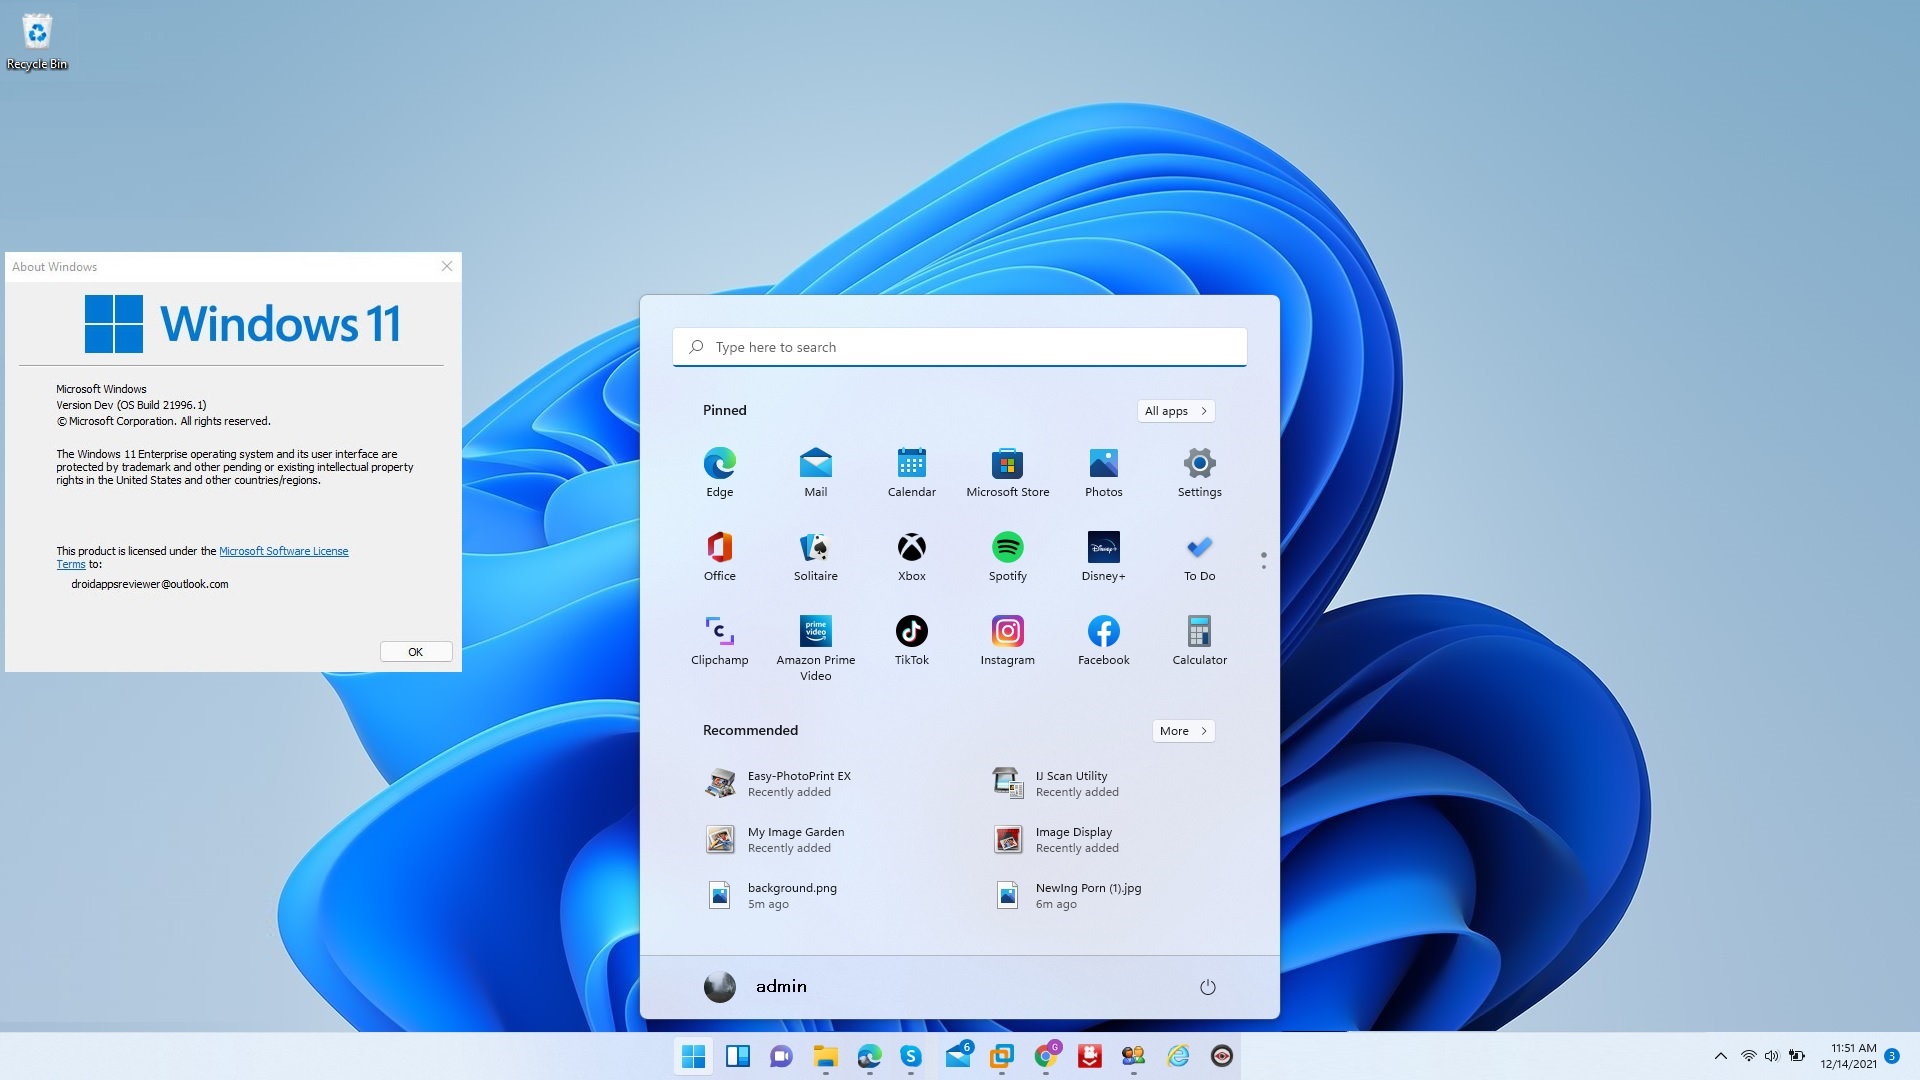 Recycle Bin
About Windows
Windows 11
Microsoft Windows
Version Dev (OS Build 21996.1)
© Microsoft Corporation. All rights reserved.
The Windows 11 Enterprise operating system and its user interface are
protected by trademark and other pending or existing intellectual property
rights in the United States and other countries/regions.
This product is licensed under the Microsoft Software License
Terms to:
droidappsreviewer@outlook.com
OK
Type here to search
Pinned
All apps
Edge
Mail
Calendar
Microsoft Store
Photos
Settings
Office
Solitaire
Xbox
Spotify
Disney+
Disney+
To Do
Clipchamp
prime
video
Amazon Prime
Video
TikTok
Instagram
Facebook
Calculator
Recommended
More
Easy-PhotoPrint EX
Recently added
IJ Scan Utility
Recently added
My Image Garden
Recently added
Image Display
Recently added
background.png
5m ago
NewIng Porn (1).jpg
6m ago
admin
6
G
11:51 AM
12/14/2021
3